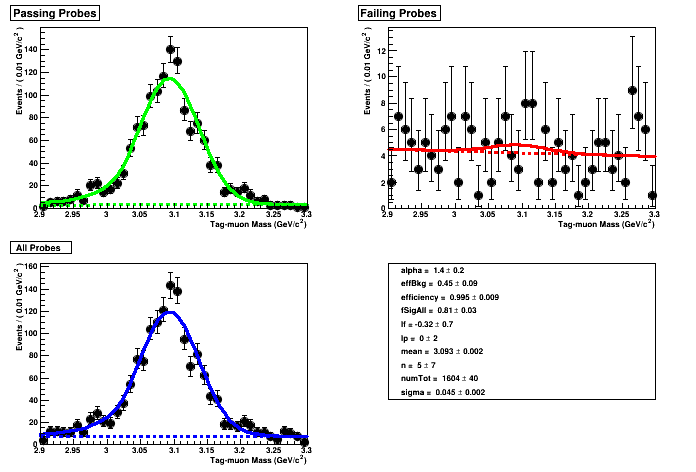 Passing Probes
Events / ( 0.01 GeV/c² )
140
120
100
80
60
40
20
0
2.9 2.95 3 3.05 3.1 3.15 3.2 3.25 3.3
Tag-muon Mass (GeV/c²)
Failing Probes
Events / ( 0.01 GeV/c² )
12
10
8
6
4
2
0
2.9 2.95 3 3.05 3.1 3.15 3.2 3.25 3.3
Tag-muon Mass (GeV/c²)
All Probes
Events / ( 0.01 GeV/c² )
160
140
120
100
80
60
40
20
0
2.9 2.95 3 3.05 3.1 3.15 3.2 3.25 3.3
Tag-muon Mass (GeV/c²)
alpha = 1.4 ± 0.2
effBkg = 0.45 ± 0.09
efficiency = 0.995 ± 0.009
fSigAll = 0.81 ± 0.03
lf = -0.32 ± 0.7
lp = 0 ± 2
mean = 3.093 ± 0.002
n = 5 ± 7
numTot = 1604 ± 40
sigma = 0.045 ± 0.002